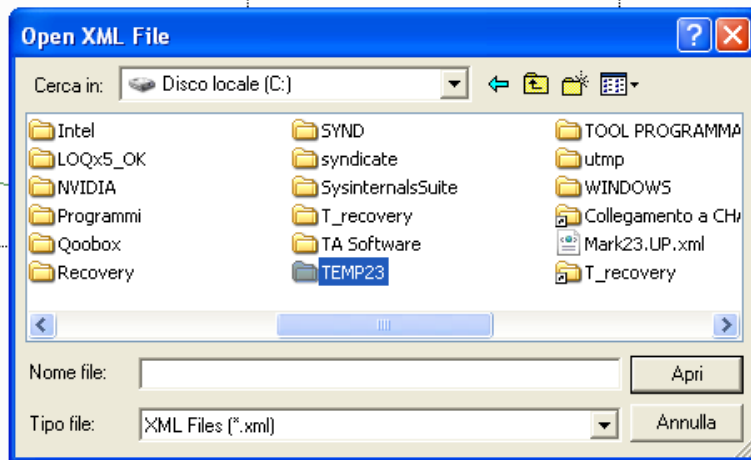 Open XML File
Cerca in: Disco locale (C:)
Intel SYND TOOL PROGRAMMA
LOQx5_OK syndicate utmp
NVIDIA SysinternalsSuite WINDOWS
Programmi T_recovery Collegamento a CHA
Qoobox TA Software Mark23.UP.xml
Recovery TEMP23 T_recovery
Nome file: Apri
Tipo file: XML Files (*.xml) Annulla